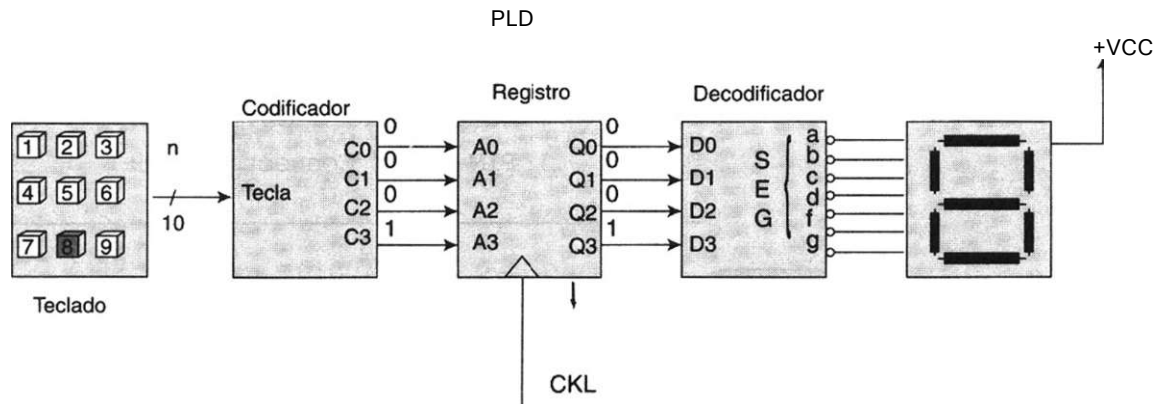 PLD
+VCC
Teclado
1 2 3
4 5 6
7 8 9
n
10
Codificador
Tecla
C0 0
C1 0
C2 0
C3 1
Registro
A0 Q0 0
A1 Q1 0
A2 Q2 0
A3 Q3 1
CKL
Decodificador
D0
D1
D2
D3
S
E
G
a
b
c
d
f
g